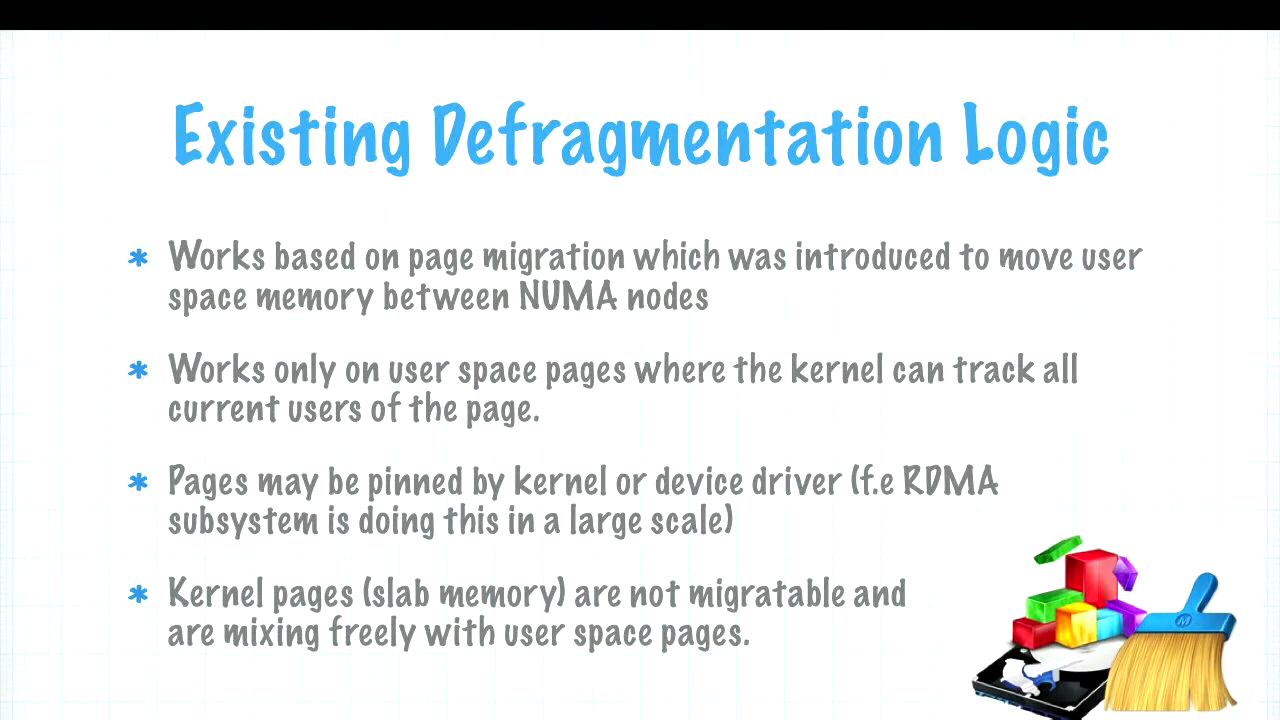 Existing Defragmentation Logic
* Works based on page migration which was introduced to move user
space memory between NUMA nodes
* Works only on user space pages where the kernel can track all
current users of the page.
* Pages may be pinned by kernel or device driver (f.e RDMA
subsystem is doing this in a large scale)
* Kernel pages (slab memory) are not migratable and
are mixing freely with user space pages.
M